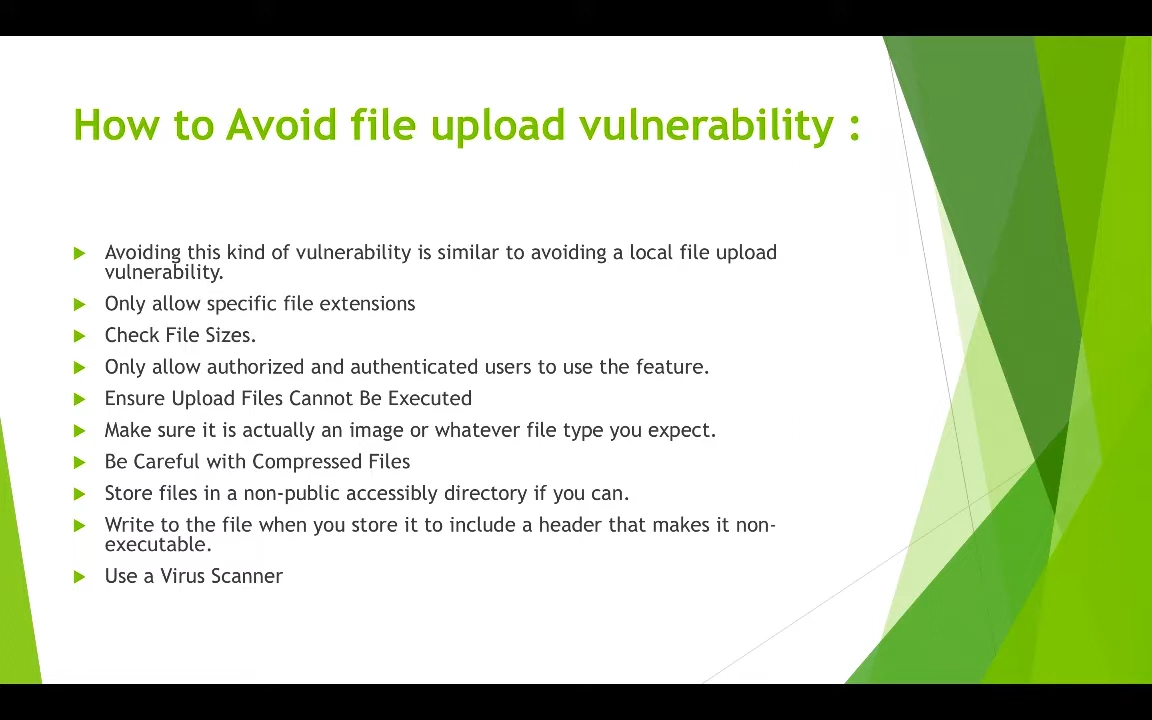 How to Avoid file upload vulnerability :
Avoiding this kind of vulnerability is similar to avoiding a local file upload
vulnerability.
Only allow specific file extensions
Check File Sizes.
Only allow authorized and authenticated users to use the feature.
Ensure Upload Files Cannot Be Executed
Make sure it is actually an image or whatever file type you expect.
Be Careful with Compressed Files
Store files in a non-public accessibly directory if you can.
Write to the file when you store it to include a header that makes it non-
executable.
Use a Virus Scanner